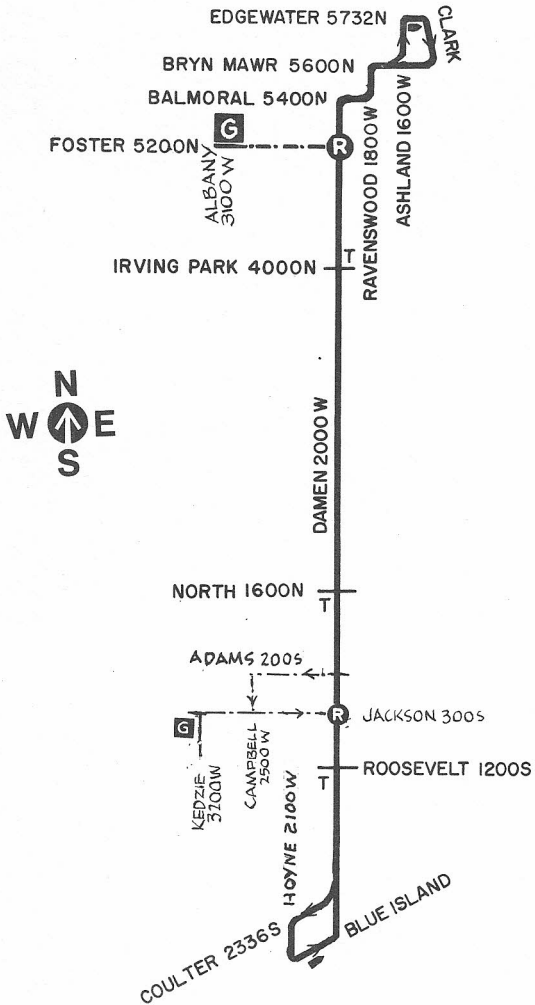 EDGEWATER 5732N
CLARK
BRYN MAWR 5600N
BALMORAL 5400N
RAVENSWOOD 1800W
ASHLAND 1600W
G
FOSTER 5200N
R
ALBANY
3100W
T
IRVING PARK 4000N
N
W E
S
DAMEN 2000W
NORTH 1600N
T
ADAMS 200S
R
JACKSON 300S
G
KEDZIE
3200W
CAMPBELL
2500W
ROOSEVELT 1200S
T
HOYNE 2100W
BLUE ISLAND
COULTER 2336S